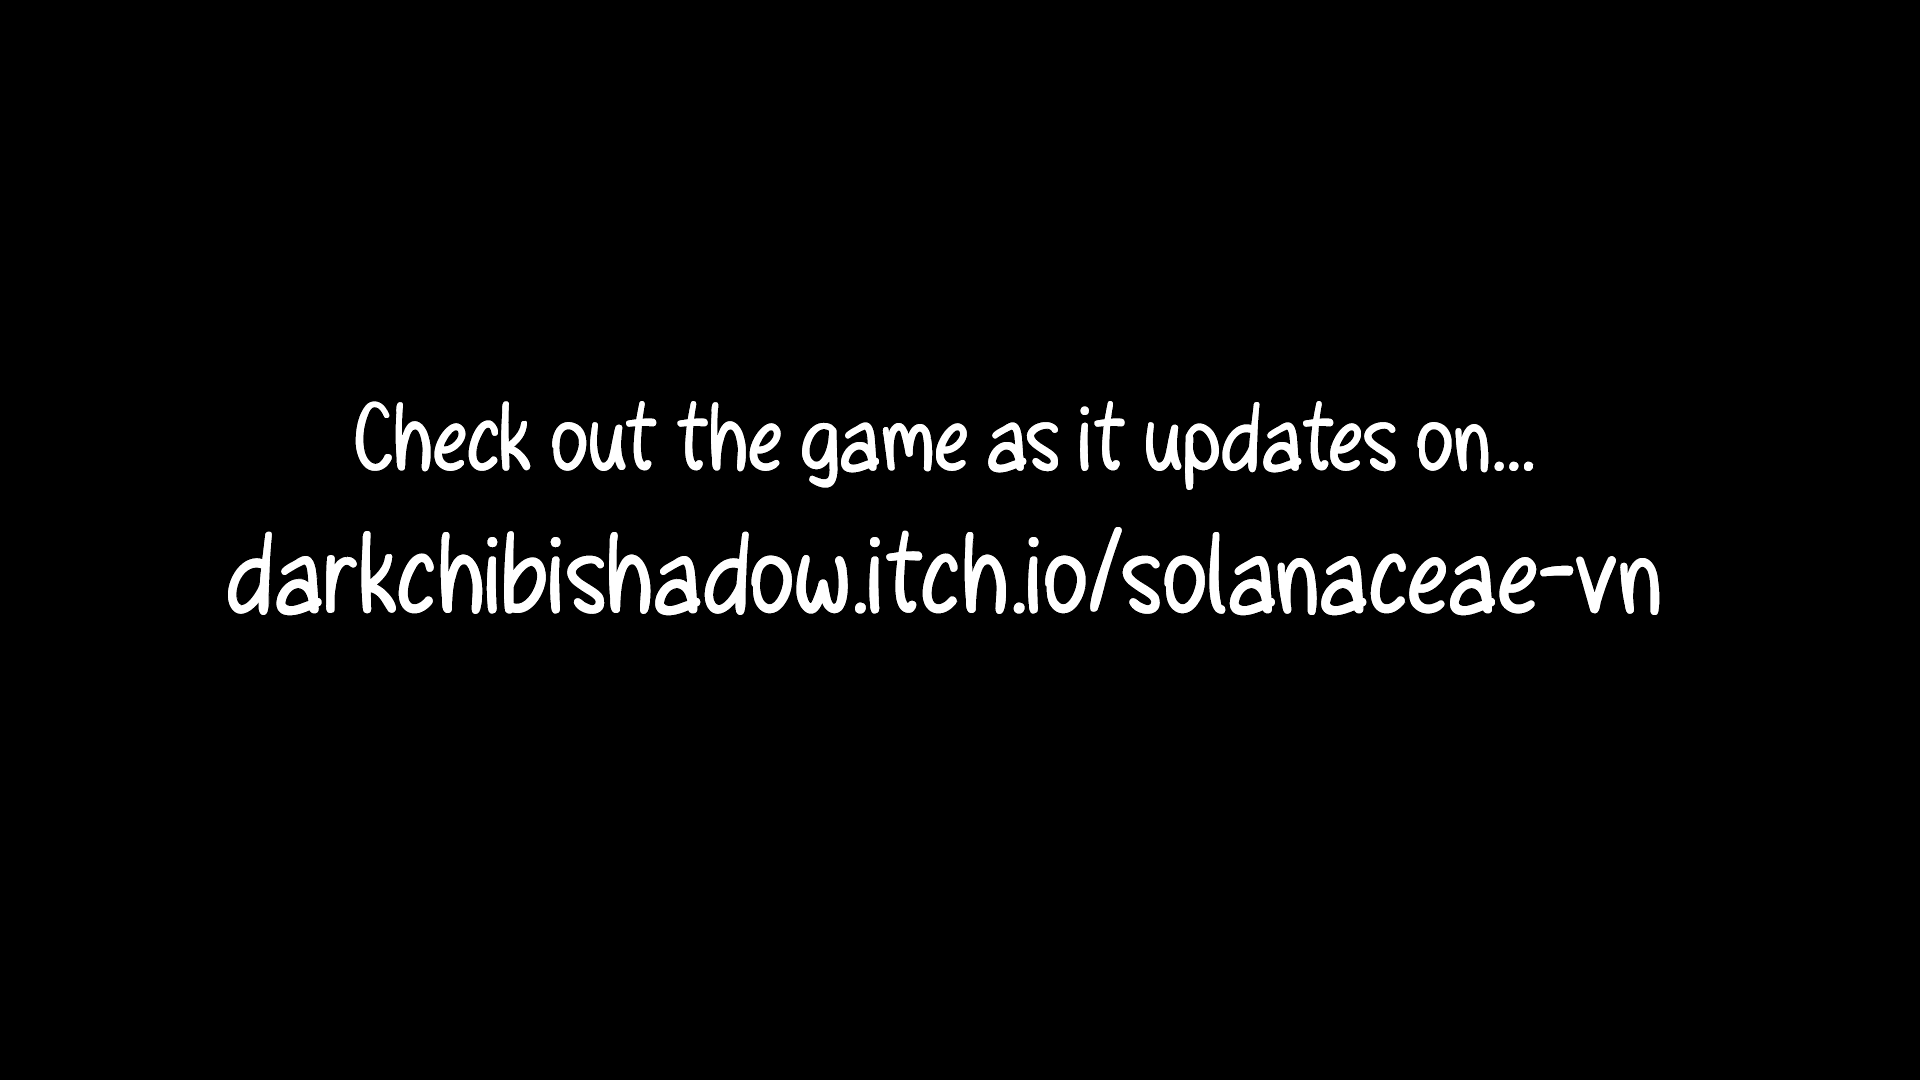 Check out the game as it updates on...
darkchibishadow.itch.io/solanaceae-vn